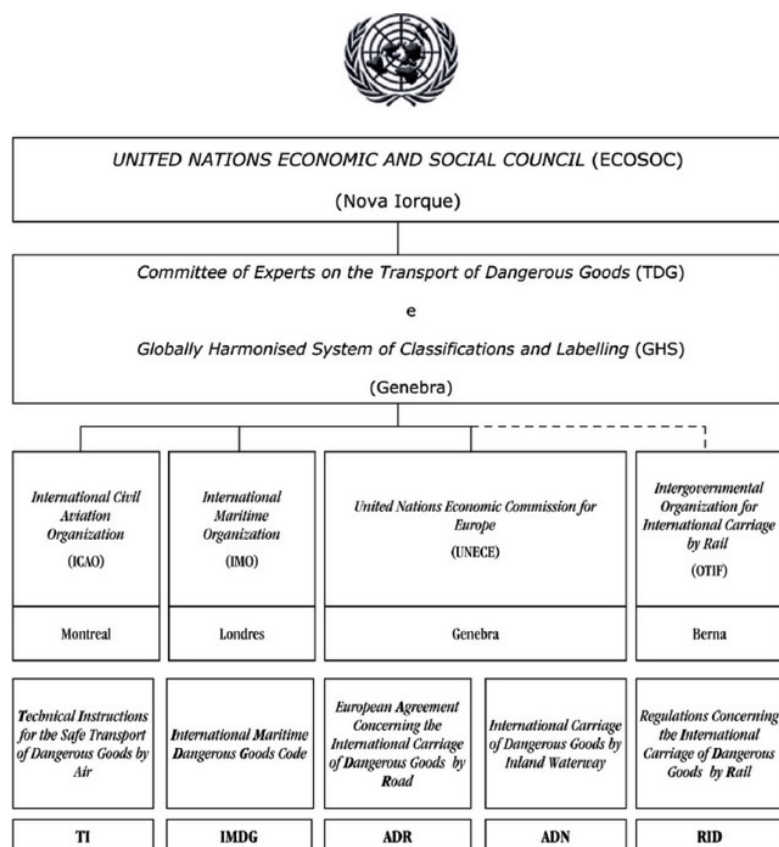 UNITED NATIONS ECONOMIC AND SOCIAL COUNCIL (ECOSOC)
(Nova Iorque)
Committee of Experts on the Transport of Dangerous Goods (TDG)
e
Globally Harmonised System of Classifications and Labelling (GHS)
(Genebra)
International Civil
Aviation
Organization
(ICAO)
Montreal
International
Maritime
Organization
(IMO)
Londres
United Nations Economic Commission for
Europe
(UNECE)
Genebra
Intergovernmental
Organization for
International Carriage
by Rail
(OTIF)
Berna
Technical Instructions
for the Safe Transport
of Dangerous Goods by
Air
International Maritime
Dangerous Goods Code
European Agreement
Concerning the
International Carriage
of Dangerous Goods by
Road
International Carriage
of Dangerous Goods by
Inland Waterway
Regulations Concerning
the International
Carriage of Dangerous
Goods by Rail
TI
IMDG
ADR
ADN
RID